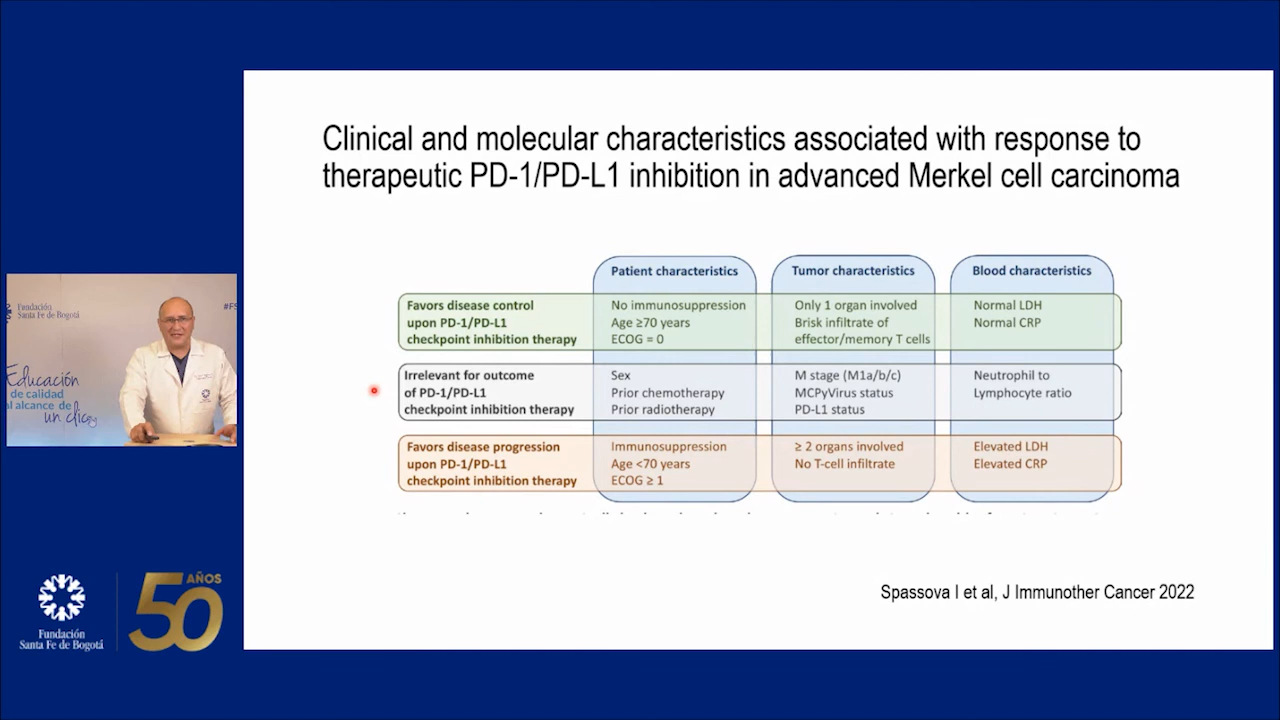 Clinical and molecular characteristics associated with response to
therapeutic PD-1/PD-L1 inhibition in advanced Merkel cell carcinoma
Patient characteristics
Tumor characteristics
Blood characteristics
Favors disease control
upon PD-1/PD-L1
checkpoint inhibition therapy
No immunosuppression
Age ≥70 years
ECOG = 0
Only 1 organ involved
Brisk infiltrate of
effector/memory T cells
Normal LDH
Normal CRP
Irrelevant for outcome
of PD-1/PD-L1
checkpoint inhibition therapy
Sex
Prior chemotherapy
Prior radiotherapy
M stage (M1a/b/c)
MCPyVirus status
PD-L1 status
Neutrophil to
Lymphocyte ratio
Favors disease progression
upon PD-1/PD-L1
checkpoint inhibition therapy
Immunosuppression
Age <70 years
ECOG ≥ 1
≥ 2 organs involved
No T-cell infiltrate
Elevated LDH
Elevated CRP
Spassova I et al, J Immunother Cancer 2022
Fundación
Santa Fe de Bogotá
#FS
Educación
de calidad
al alcance de
un clic
Fundación
Santa Fe de Bogotá
50 AÑOS